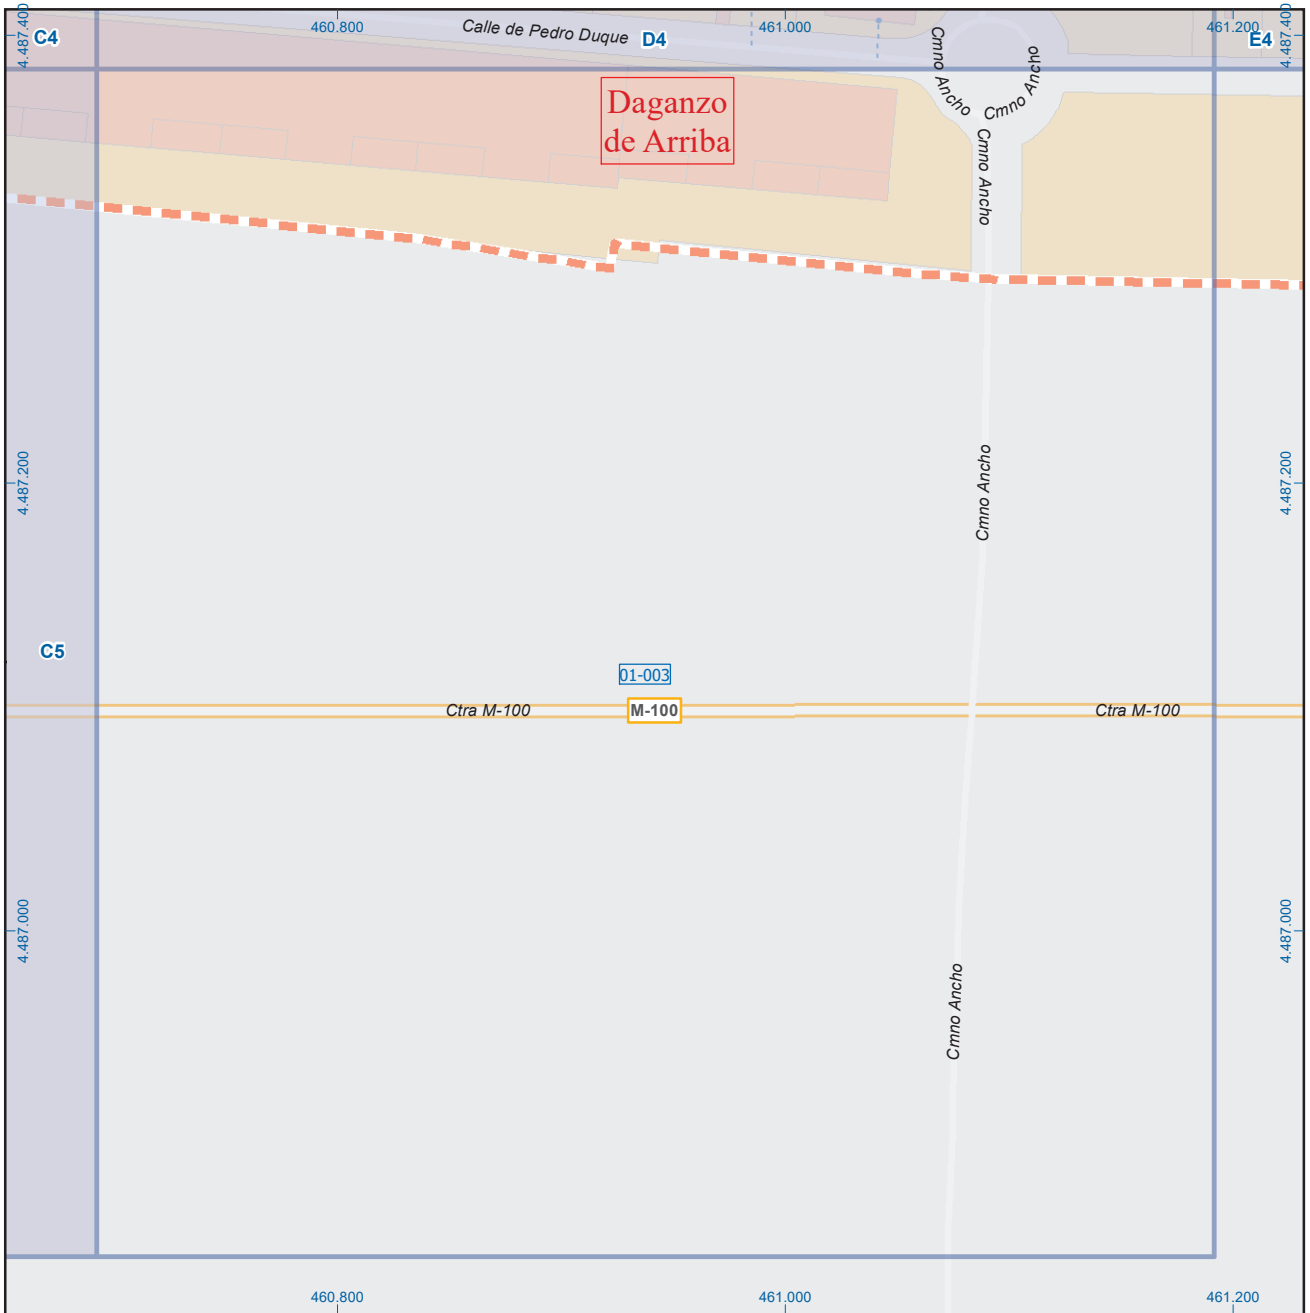 4.487.400
C4
460.800
Calle de Pedro Duque
D4
461.000
Cmno Ancho
Cmno Ancho
461.200
E4
4.487.400
Daganzo
de Arriba
Cmno Ancho
4.487.200
Cmno Ancho
4.487.200
C5
01-003
Ctra M-100
M-100
Ctra M-100
4.487.000
Cmno Ancho
4.487.000
460.800
461.000
461.200